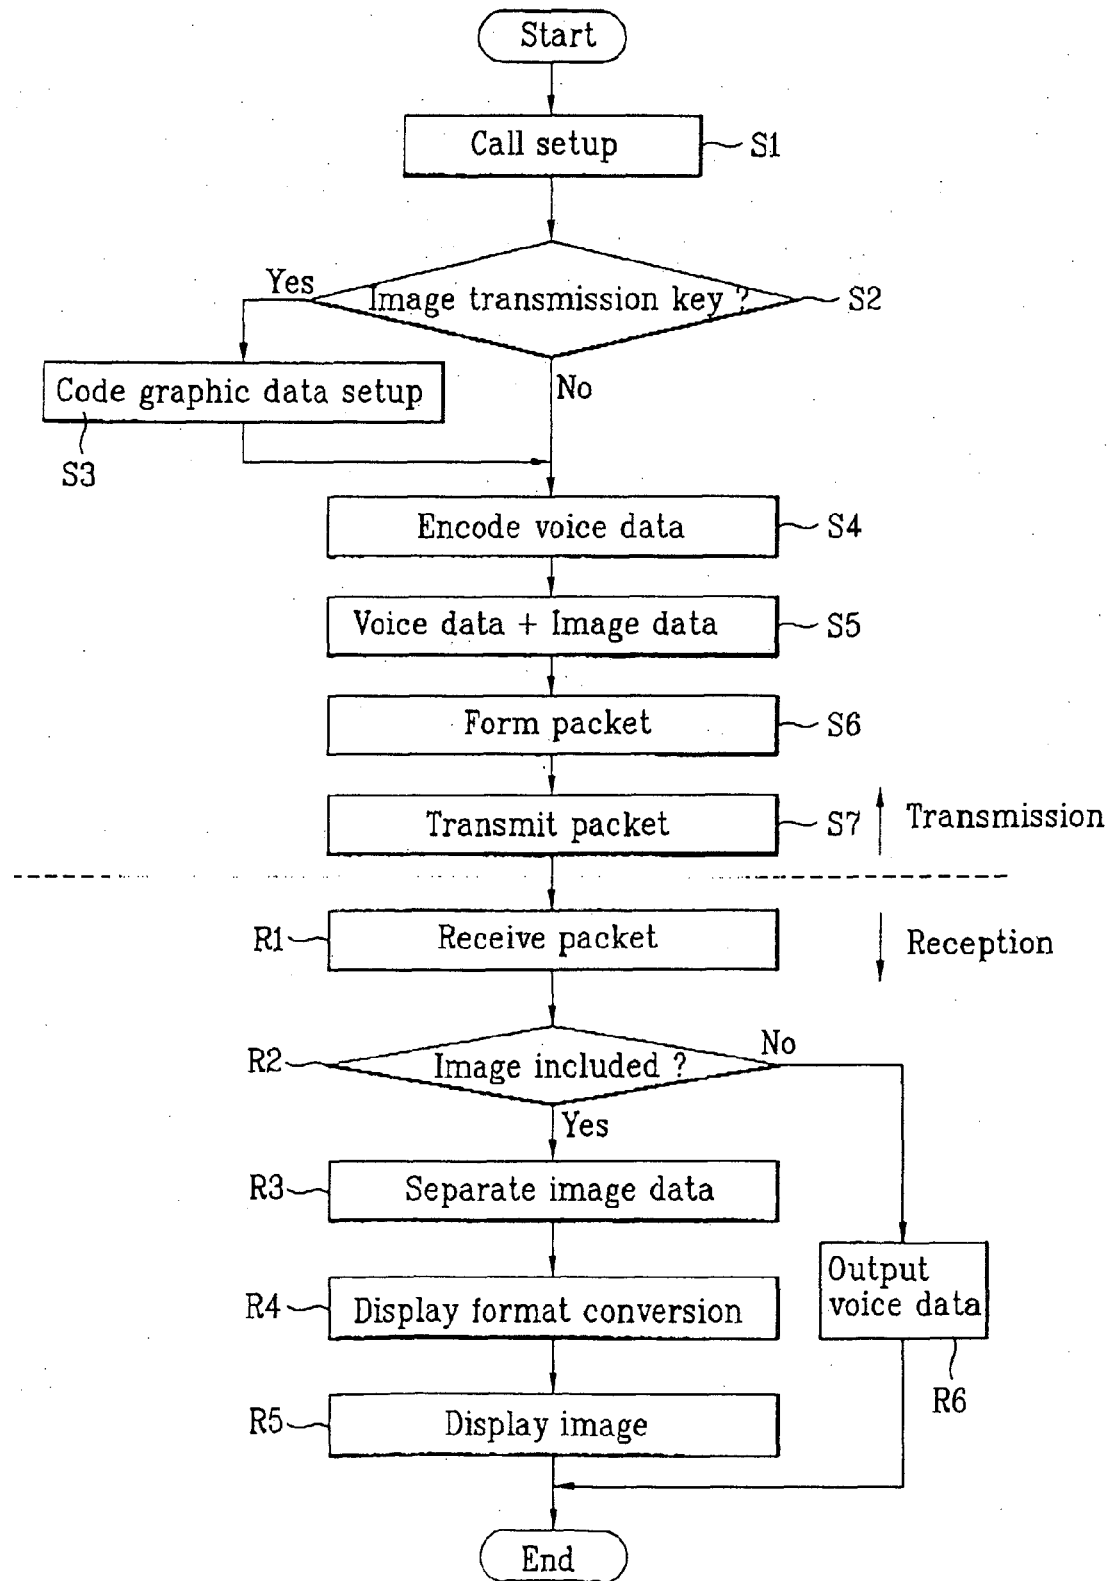 Start
Call setup
S1
Image transmission key ?
S2
Yes
No
Code graphic data setup
S3
Encode voice data
S4
Voice data + Image data
S5
Form packet
S6
Transmit packet
S7
Transmission
Receive packet
R1
Reception
Image included ?
R2
No
Yes
Separate image data
R3
Output
voice data
R6
Display format conversion
R4
Display image
R5
End